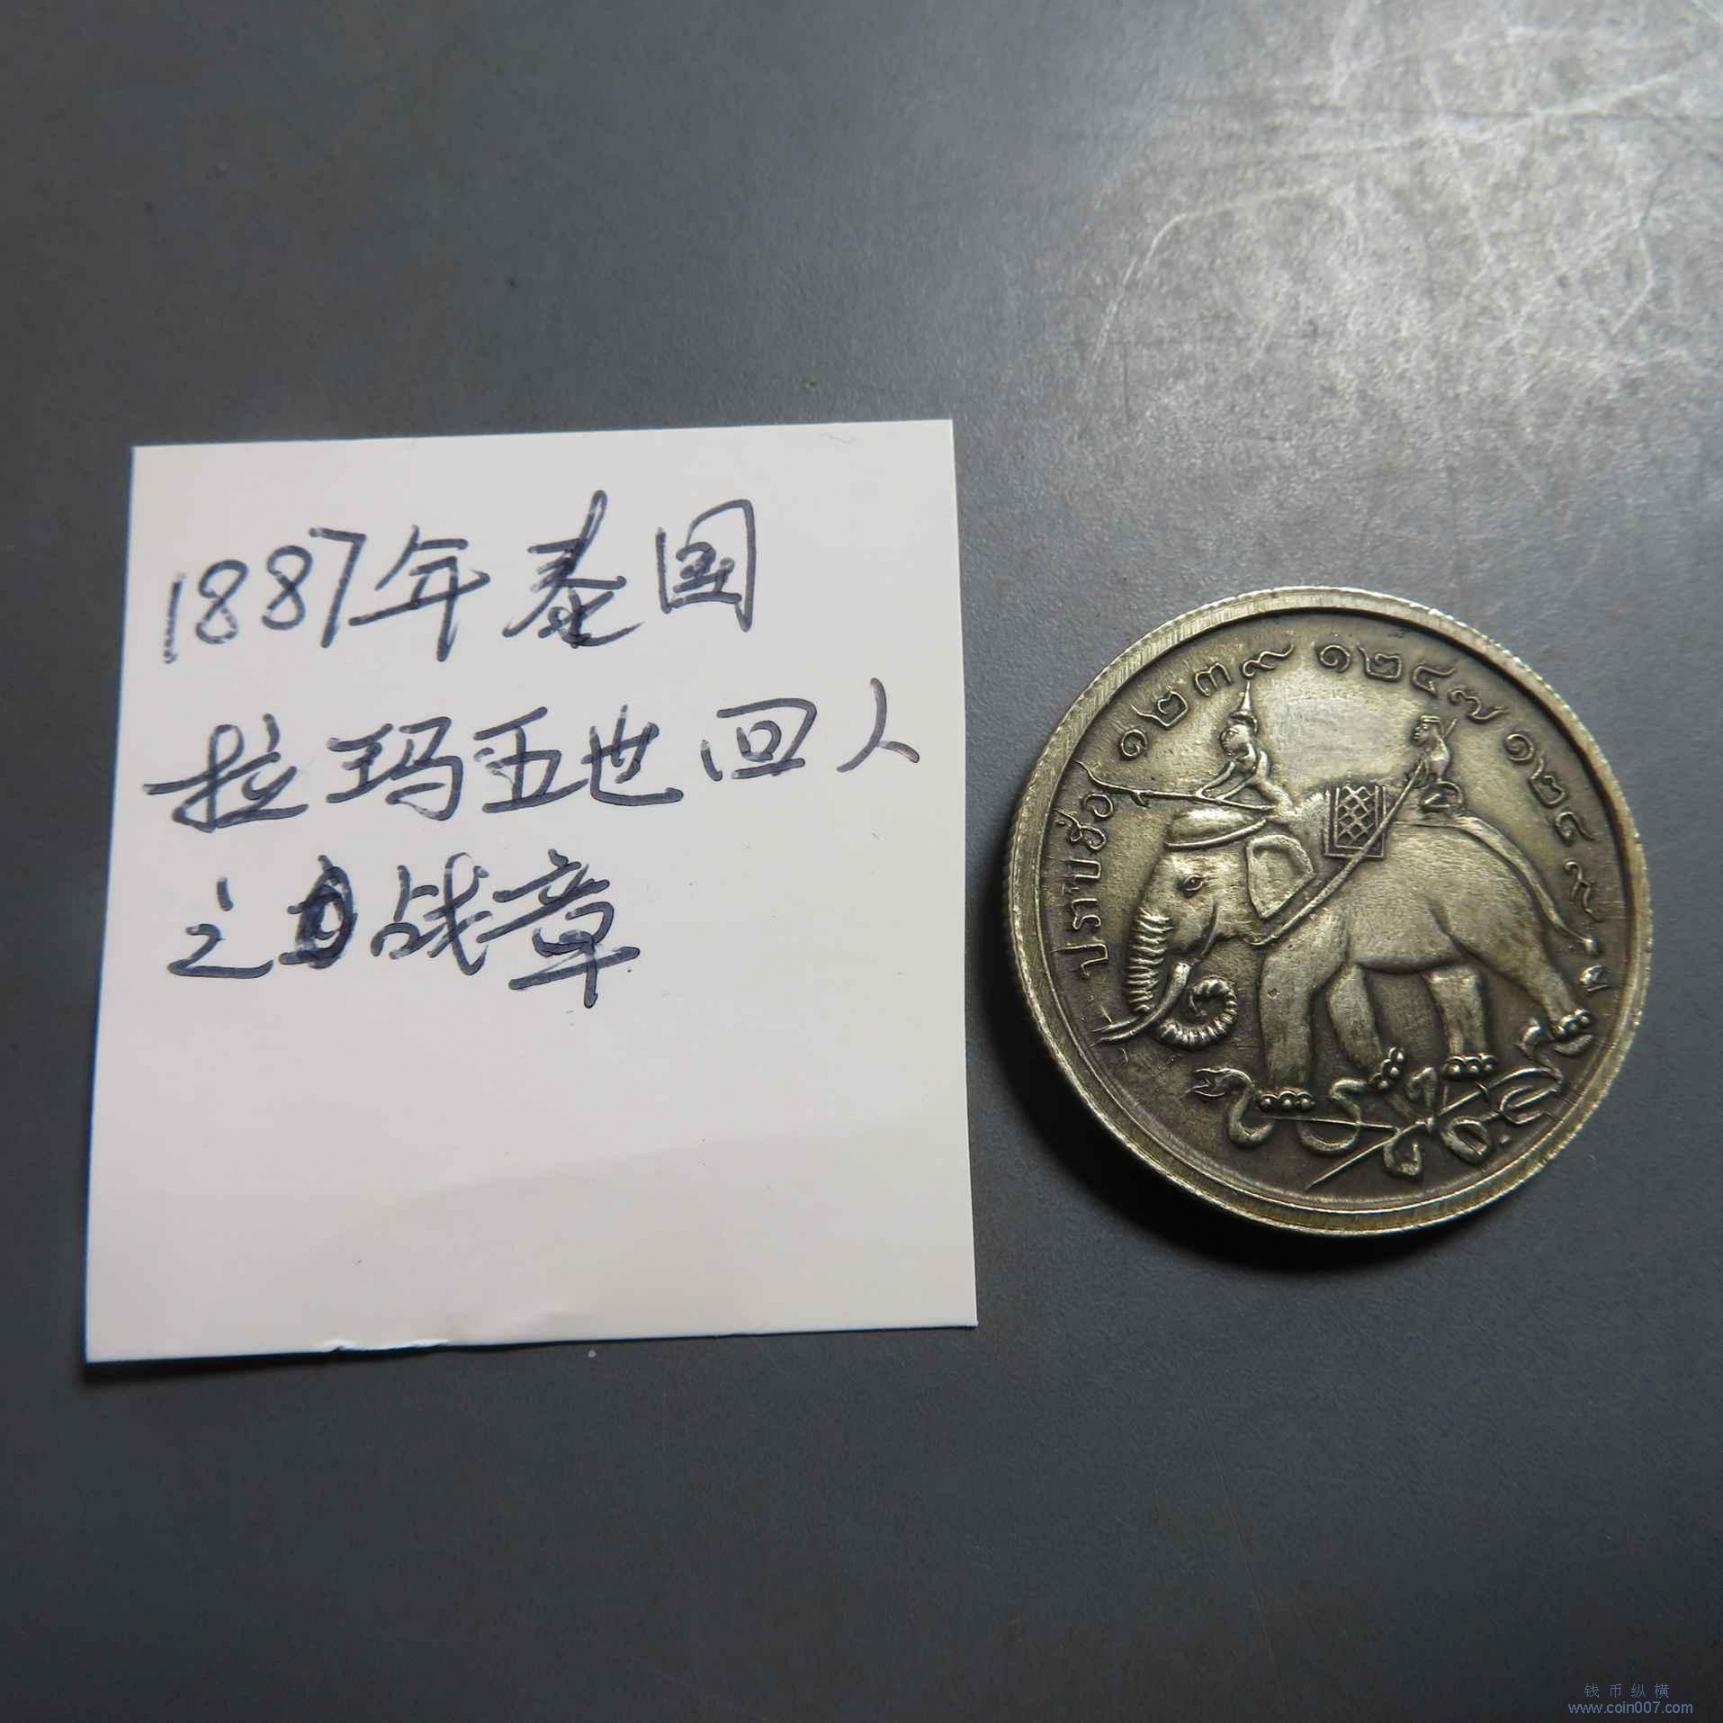 1887年泰国
拉玛五世回人
之 战章
ปราบฮ่อ ๑๒๓๙ ๑๒๔๗ ๑๒๔๙
钱币纵横
www.coin007.com